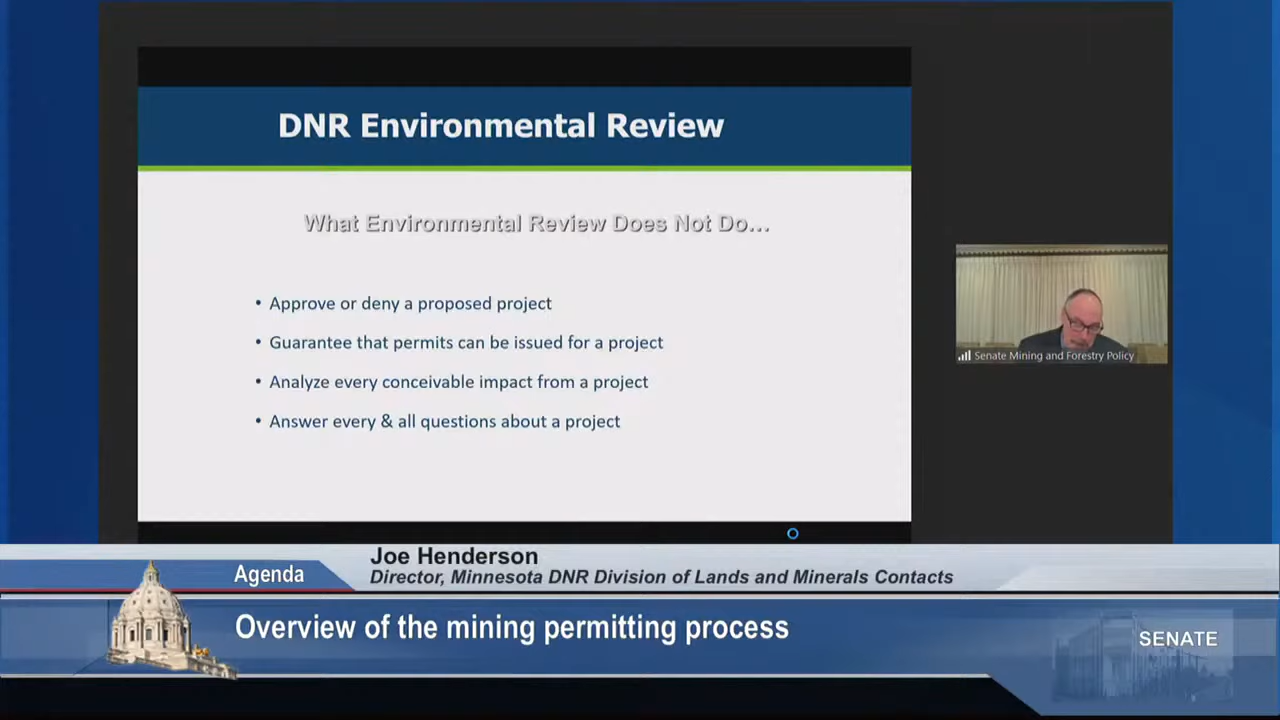 DNR Environmental Review
What Environmental Review Does Not Do...
• Approve or deny a proposed project
• Guarantee that permits can be issued for a project
• Analyze every conceivable impact from a project
• Answer every & all questions about a project
Senate Mining and Forestry Policy
Joe Henderson
Agenda
Director, Minnesota DNR Division of Lands and Minerals Contacts
Overview of the mining permitting process
SENATE